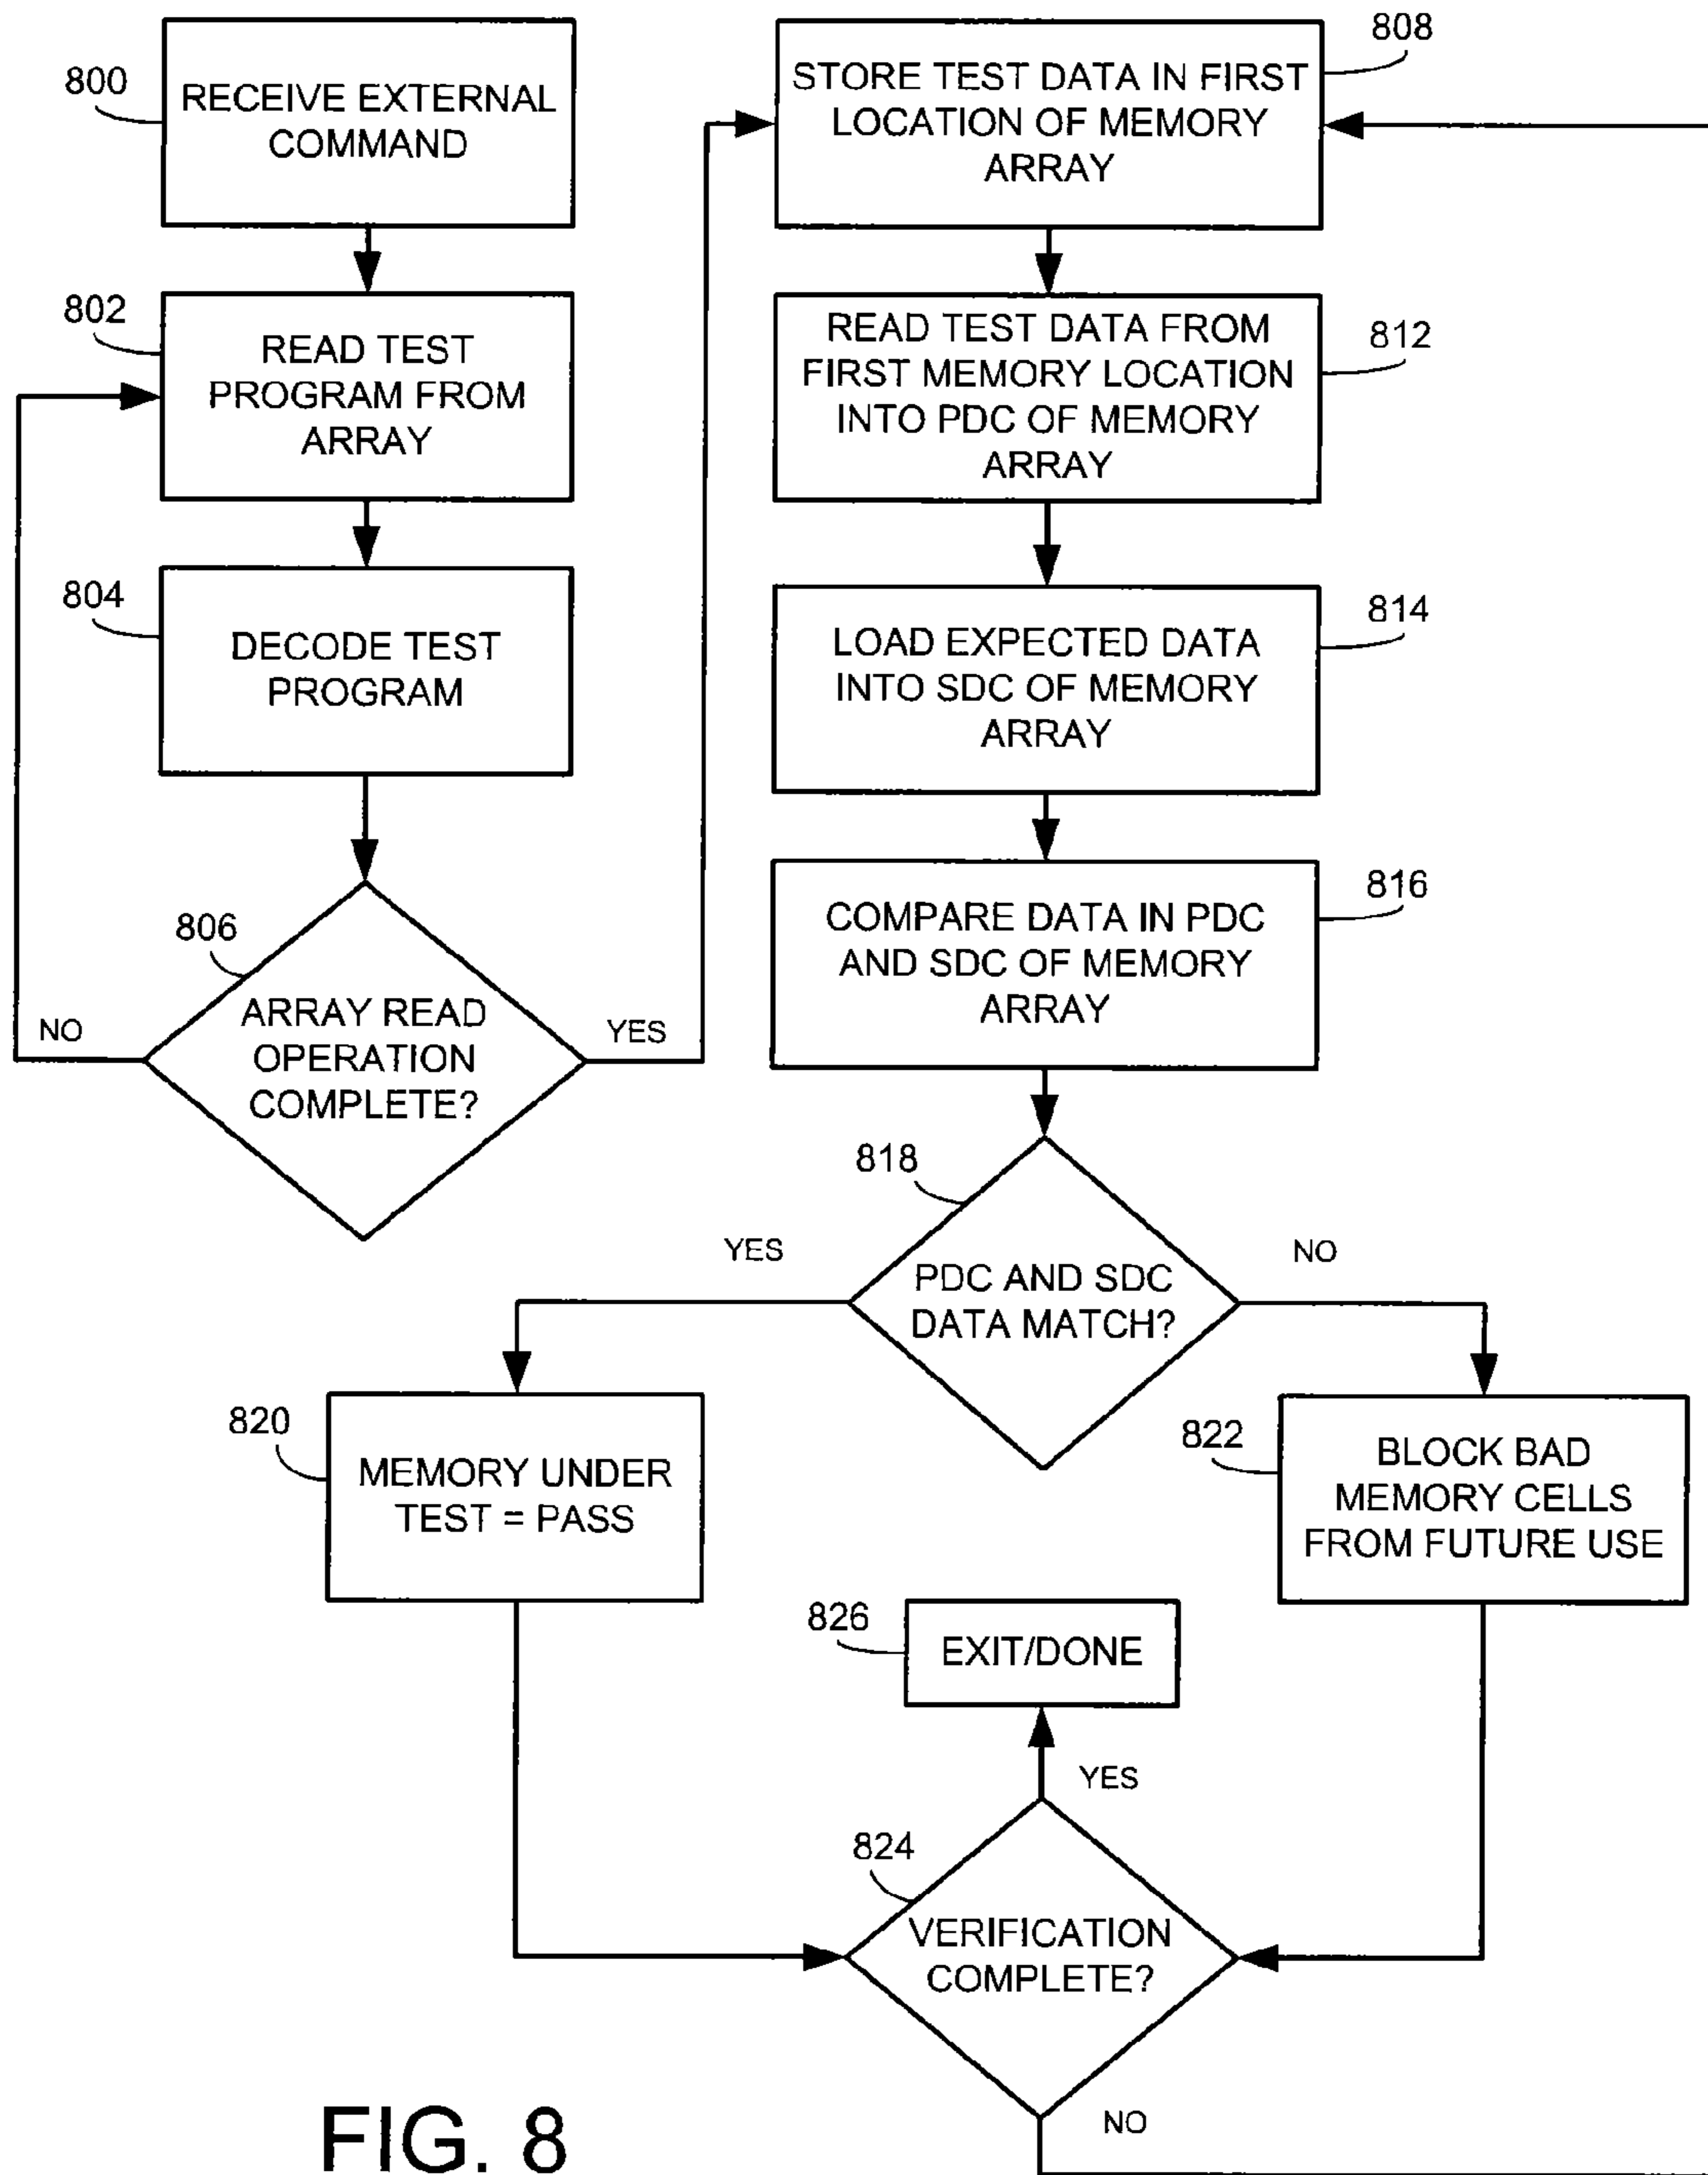 800
RECEIVE EXTERNAL
COMMAND
802
READ TEST
PROGRAM FROM
ARRAY
804
DECODE TEST
PROGRAM
806
ARRAY READ
OPERATION
COMPLETE?
NO
YES
808
STORE TEST DATA IN FIRST
LOCATION OF MEMORY
ARRAY
812
READ TEST DATA FROM
FIRST MEMORY LOCATION
INTO PDC OF MEMORY
ARRAY
814
LOAD EXPECTED DATA
INTO SDC OF MEMORY
ARRAY
816
COMPARE DATA IN PDC
AND SDC OF MEMORY
ARRAY
818
PDC AND SDC
DATA MATCH?
YES
NO
820
MEMORY UNDER
TEST = PASS
822
BLOCK BAD
MEMORY CELLS
FROM FUTURE USE
826
EXIT/DONE
YES
824
VERIFICATION
COMPLETE?
NO
FIG. 8